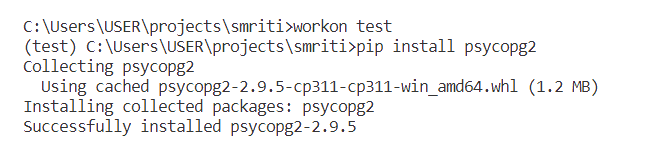 C:\Users\USER\projects\smriti>workon test
(test) C:\Users\USER\projects\smriti>pip install psycopg2
Collecting psycopg2
  Using cached psycopg2-2.9.5-cp311-cp311-win_amd64.whl (1.2 MB)
Installing collected packages: psycopg2
Successfully installed psycopg2-2.9.5